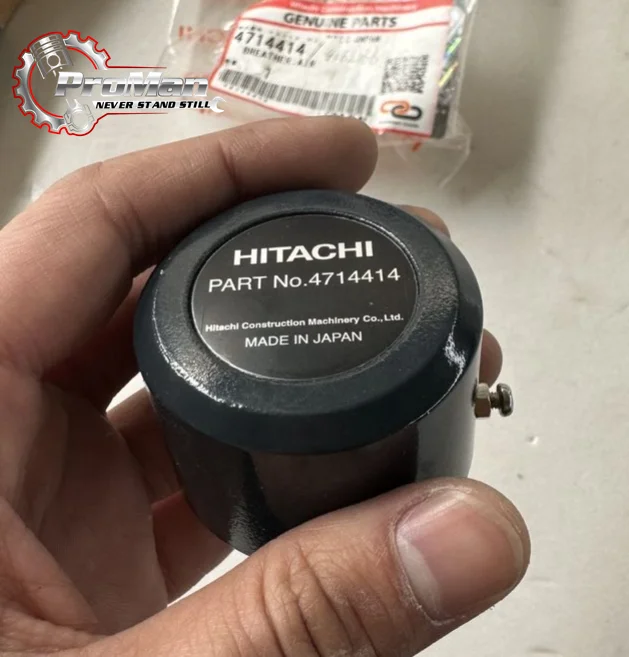 GENUINE PARTS
4714414
BREATHER;AIR
ProMan
NEVER STAND STILL
HITACHI
PART No.4714414
Hitachi Construction Machinery Co.,Ltd.
MADE IN JAPAN